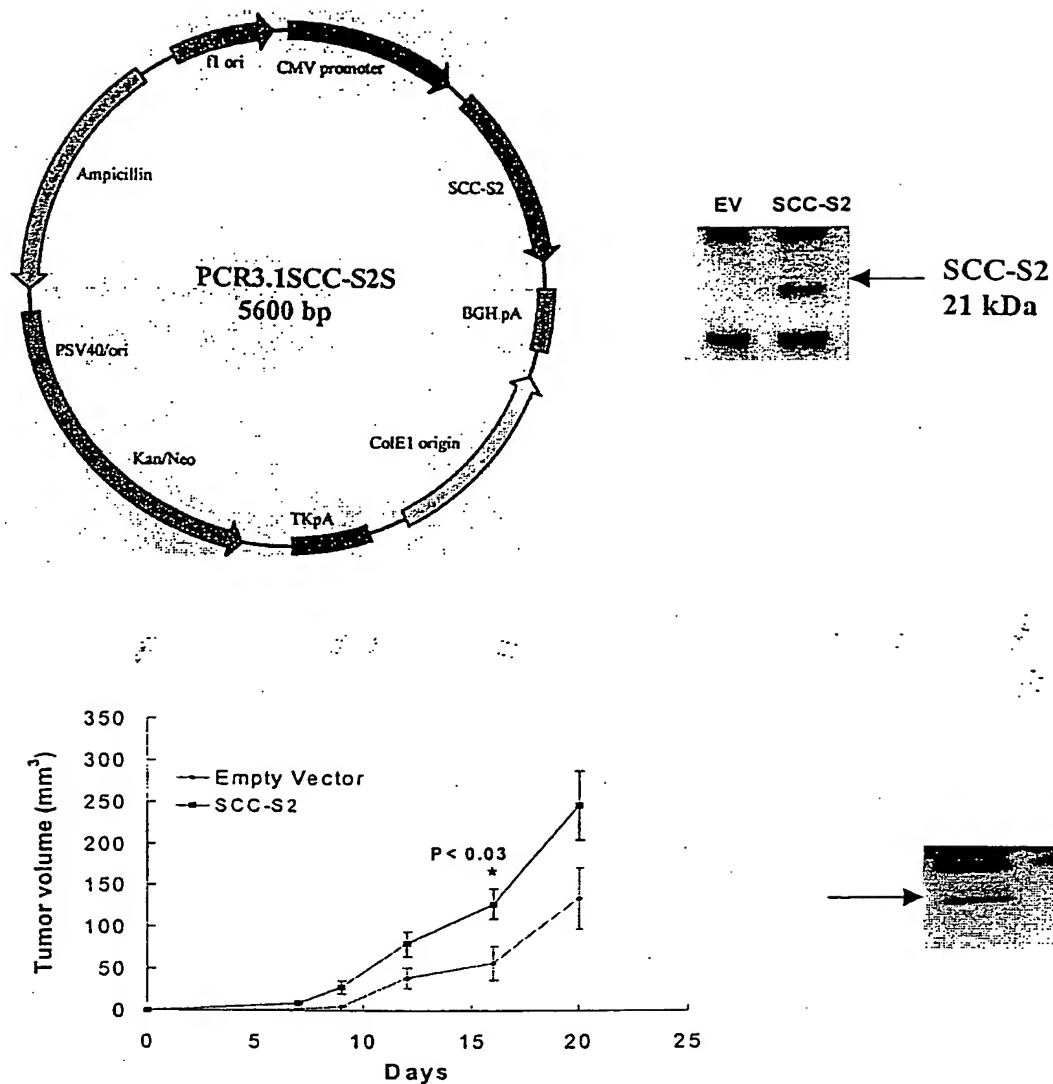 f1 ori
CMV promoter
Ampicillin
SCC-S2
PCR3.1SCC-S2S
5600 bp
BGH pA
PSV40/ori
ColE1 origin
Kan/Neo
TKpA
EV SCC-S2
SCC-S2
21 kDa
Tumor volume (mm³)
350
300
250
200
150
100
50
0
Empty Vector
SCC-S2
P< 0.03
*
0 5 10 15 20 25
Days